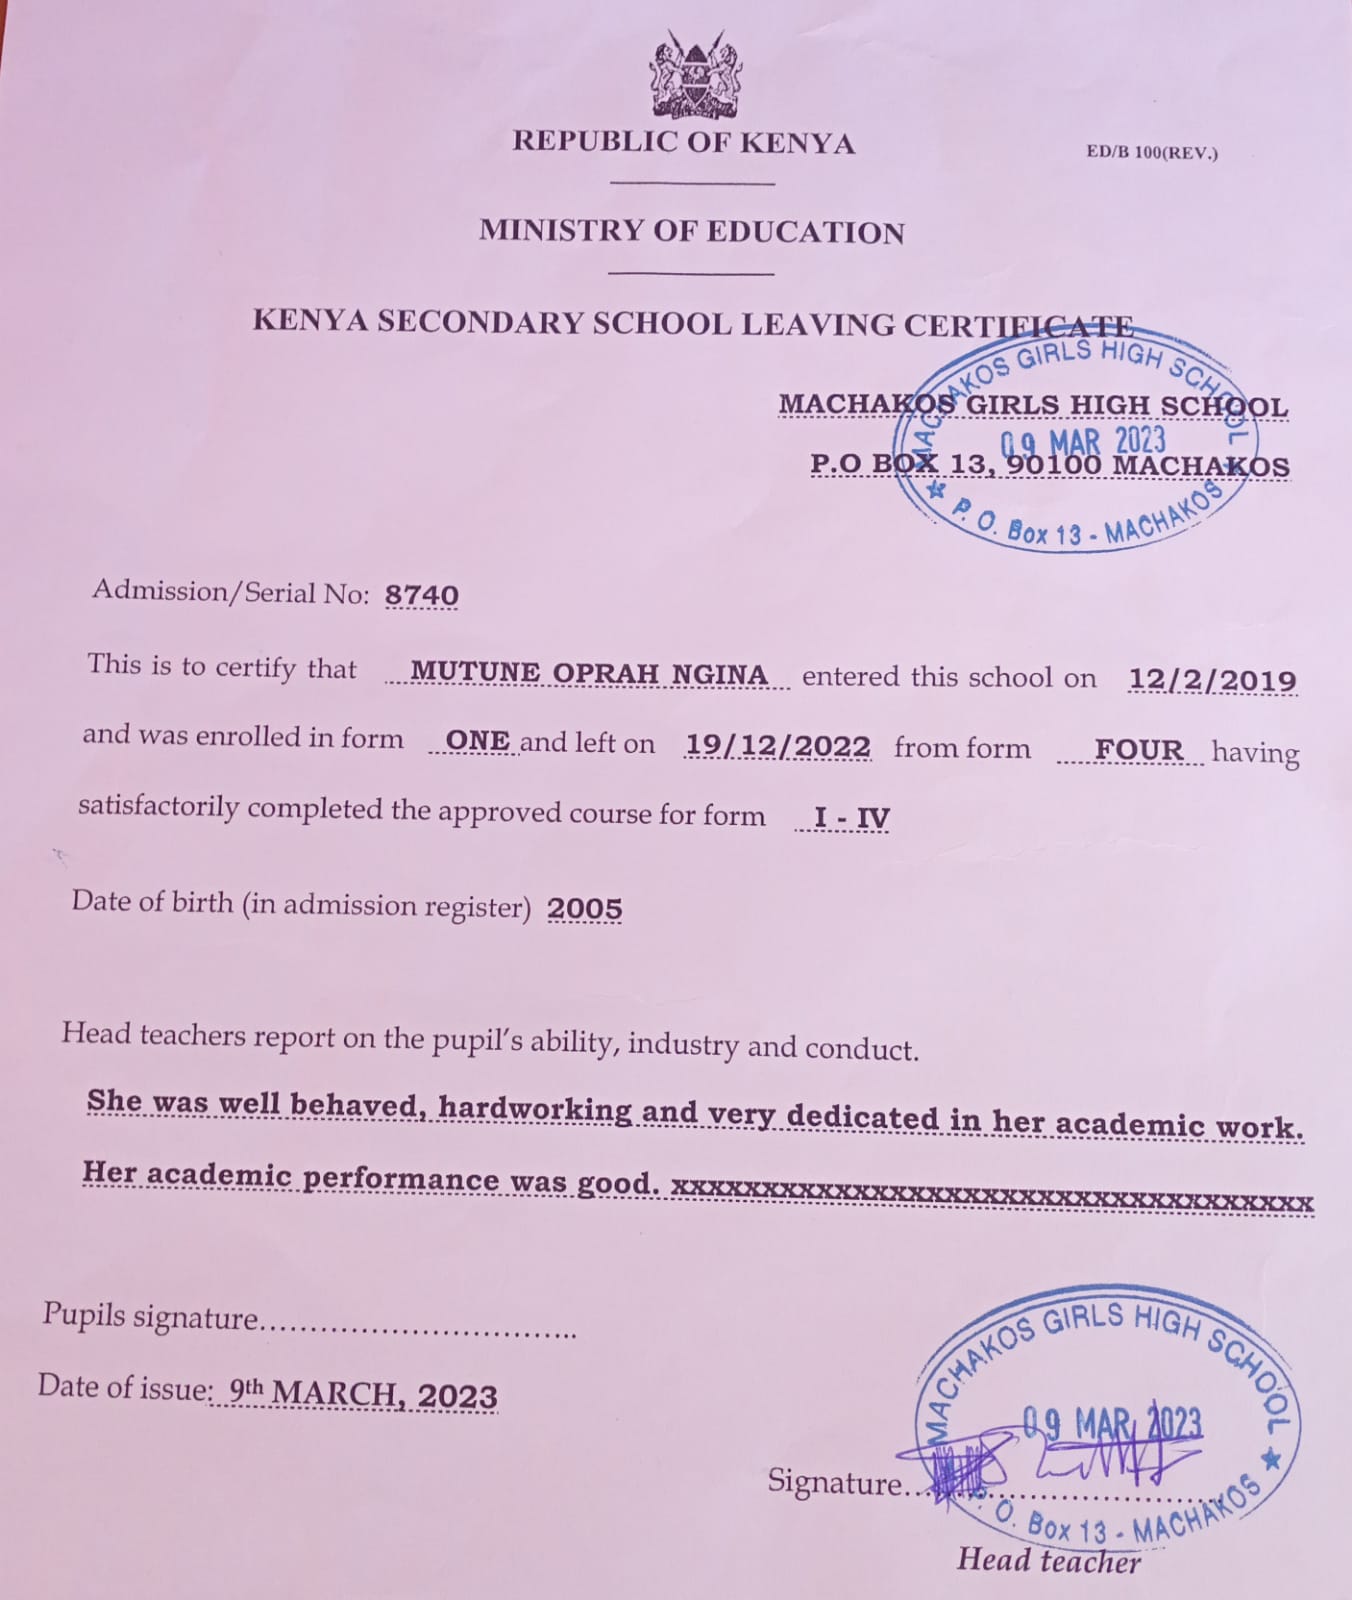 REPUBLIC OF KENYA
ED/B 100(REV.)
MINISTRY OF EDUCATION
KENYA SECONDARY SCHOOL LEAVING CERTIFICATE
MACHAKOS GIRLS HIGH SCHOOL
09 MAR 2023
★ P. O. Box 13 - MACHAKOS
MACHAKOS GIRLS HIGH SCHOOL
P.O BOX 13, 90100 MACHAKOS
Admission/Serial No: 8740
This is to certify that MUTUNE OPRAH NGINA entered this school on 12/2/2019
and was enrolled in form ONE and left on 19/12/2022 from form FOUR having
satisfactorily completed the approved course for form I - IV
Date of birth (in admission register) 2005
Head teachers report on the pupil's ability, industry and conduct.
She was well behaved, hardworking and very dedicated in her academic work.
Her academic performance was good. xxxxxxxxxxxxxxxxxxxxxxxxxxxxxxxxxxx
Pupils signature................................
Date of issue: 9th MARCH, 2023
MACHAKOS GIRLS HIGH SCHOOL ★
09 MAR 2023
P. O. Box 13 - MACHAKOS
Signature................................
Head teacher